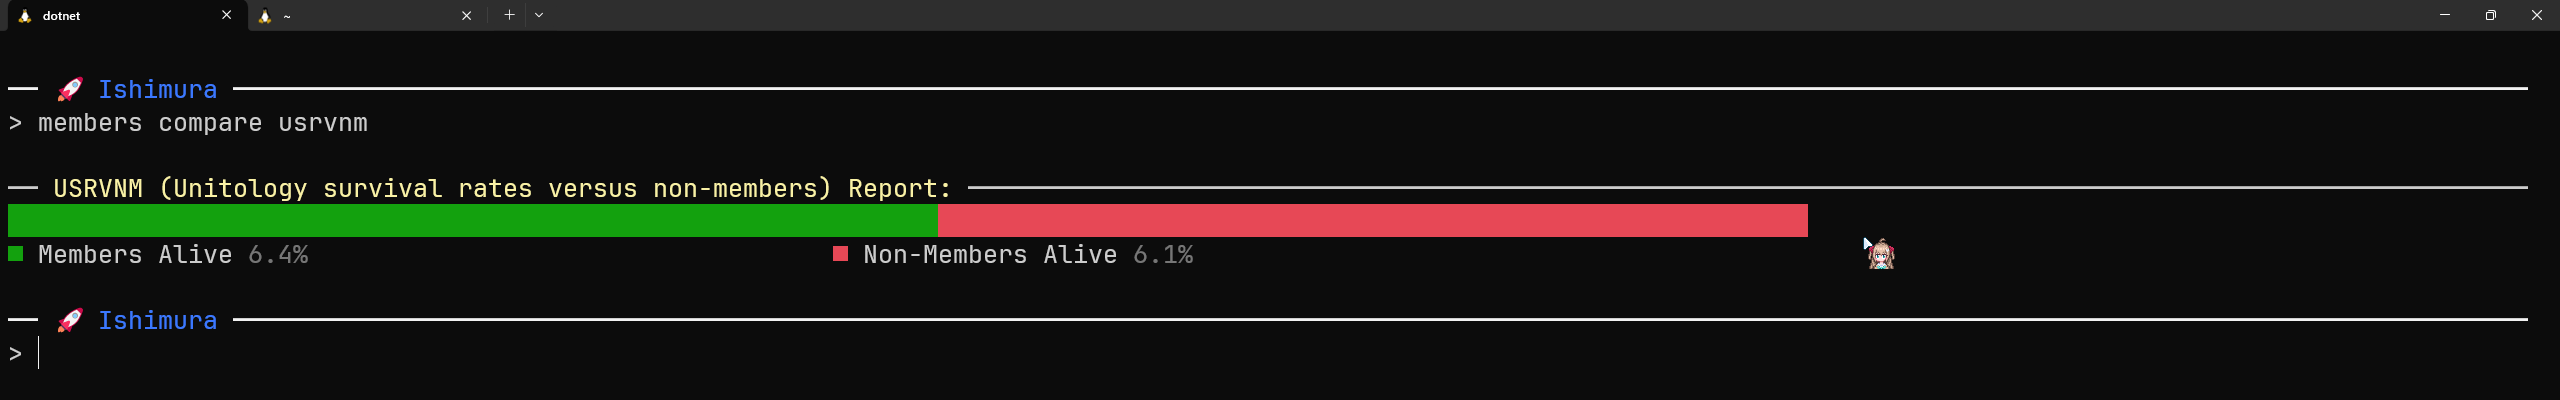 dotnet ~
🚀 Ishimura
> members compare usrvnm
USRVNM (Unitology survival rates versus non-members) Report:
Members Alive 6.4% Non-Members Alive 6.1%
🚀 Ishimura
>